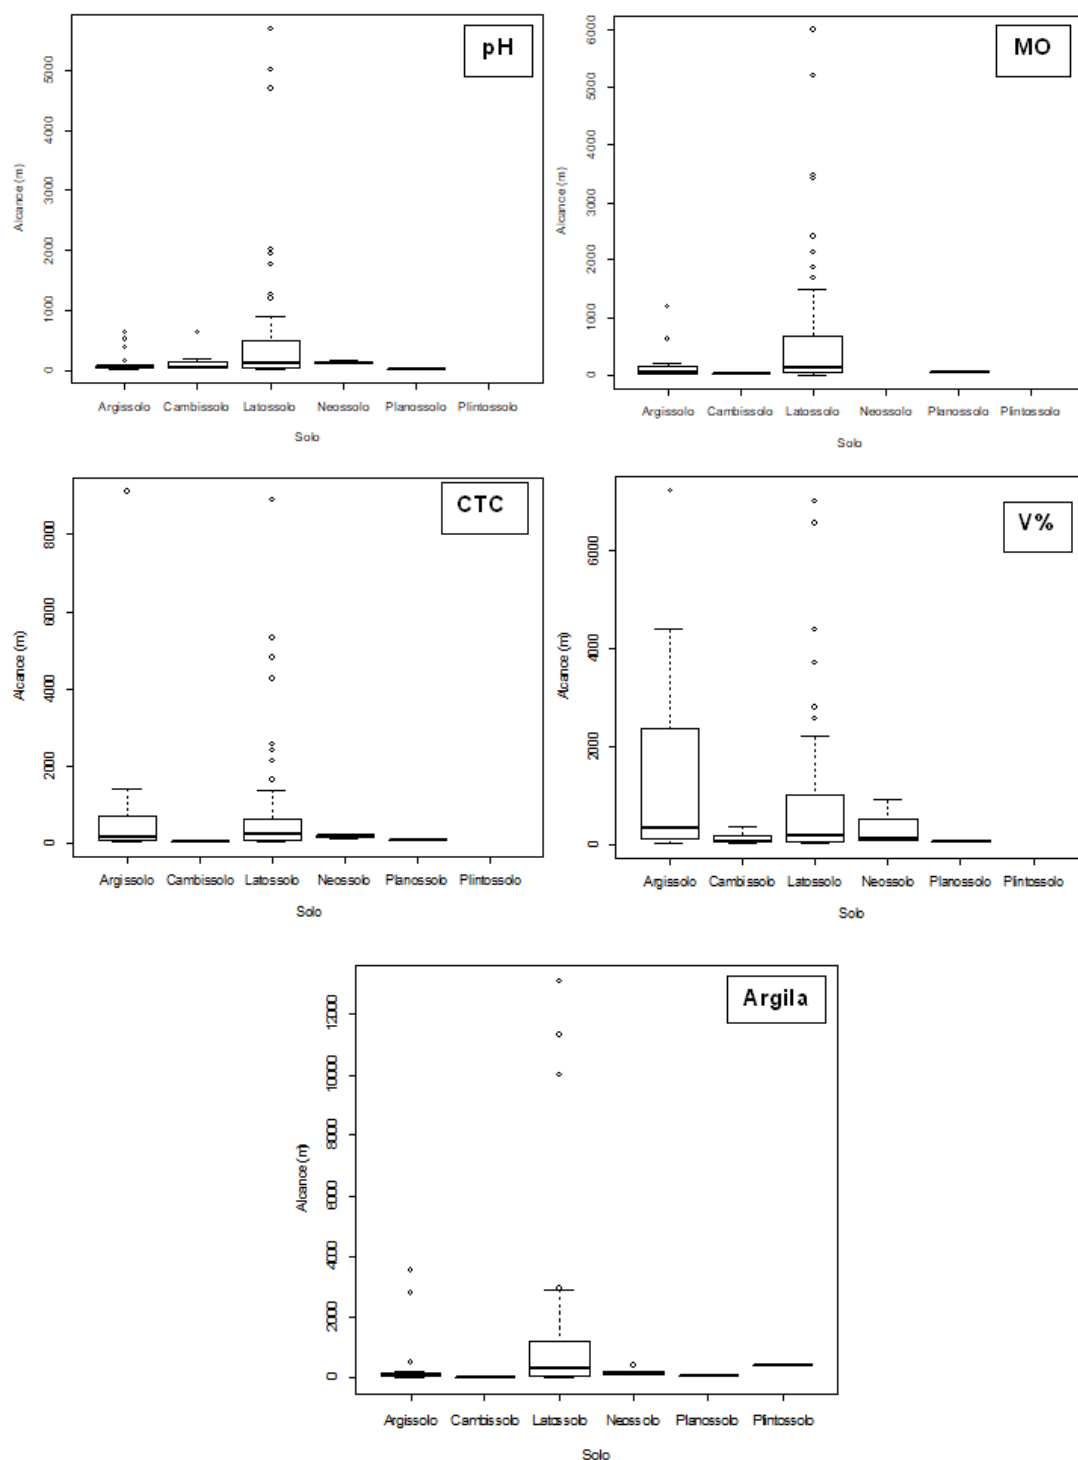 pH
Alcance (m)
5000
4000
3000
2000
1000
0
Argissolo Cambissolo Latossolo Neossolo Planossolo Plintossolo
Solo
MO
Alcance (m)
6000
5000
4000
3000
2000
1000
0
Argissolo Cambissolo Latossolo Neossolo Planossolo Plintossolo
Solo
CTC
Alcance (m)
8000
6000
4000
2000
0
Argissolo Cambissolo Latossolo Neossolo Planossolo Plintossolo
Solo
V%
Alcance (m)
6000
4000
2000
0
Argissolo Cambissolo Latossolo Neossolo Planossolo Plintossolo
Solo
Argila
Alcance (m)
12000
10000
8000
6000
4000
2000
0
Argissolo Cambissolo Latossolo Neossolo Planossolo Plintossolo
Solo